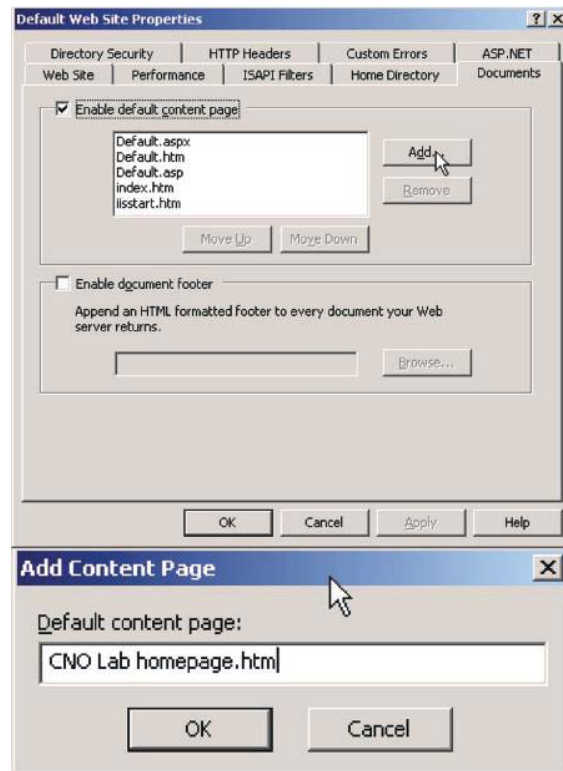 Default Web Site Properties
Directory Security HTTP Headers Custom Errors ASP.NET
Web Site Performance ISAPI Filters Home Directory Documents
Enable default content page
Default.aspx
Default.htm
Default.asp
index.htm
iisstart.htm
Add...
Remove
Move Up Move Down
Enable document footer
Append an HTML formatted footer to every document your Web
server returns.
Browse...
OK Cancel Apply Help
Add Content Page
Default content page:
CNO Lab homepage.htm
OK Cancel